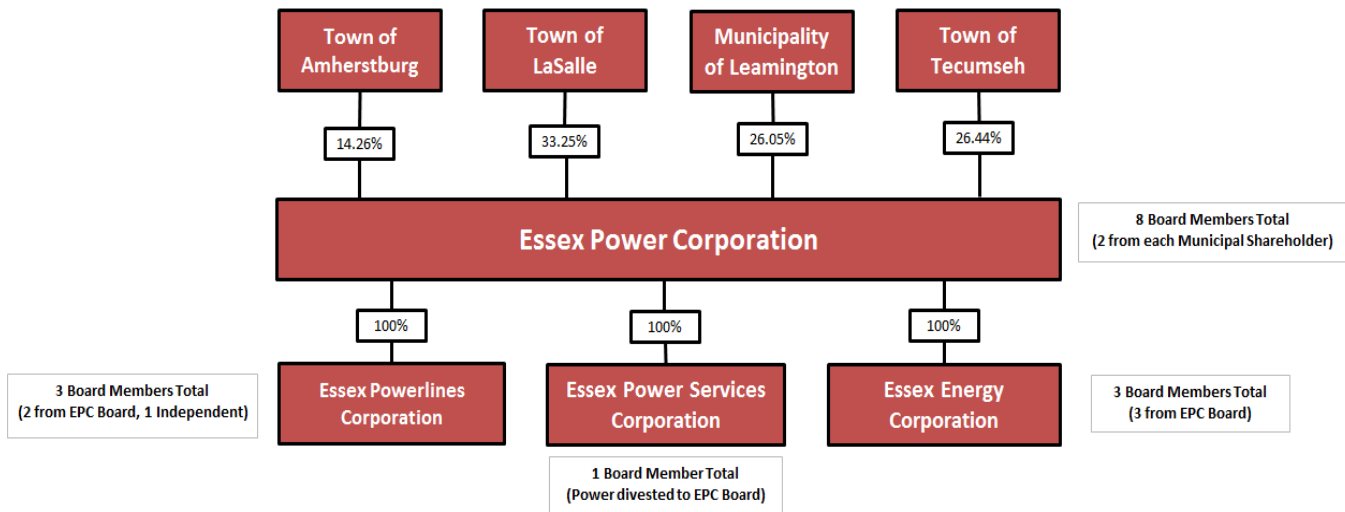 Town of
Amherstburg
Town of
LaSalle
Municipality
of Leamington
Town of
Tecumseh
14.26%
33.25%
26.05%
26.44%
Essex Power Corporation
8 Board Members Total
(2 from each Municipal Shareholder)
100%
100%
100%
3 Board Members Total
(2 from EPC Board, 1 Independent)
Essex Powerlines
Corporation
Essex Power Services
Corporation
Essex Energy
Corporation
3 Board Members Total
(3 from EPC Board)
1 Board Member Total
(Power divested to EPC Board)